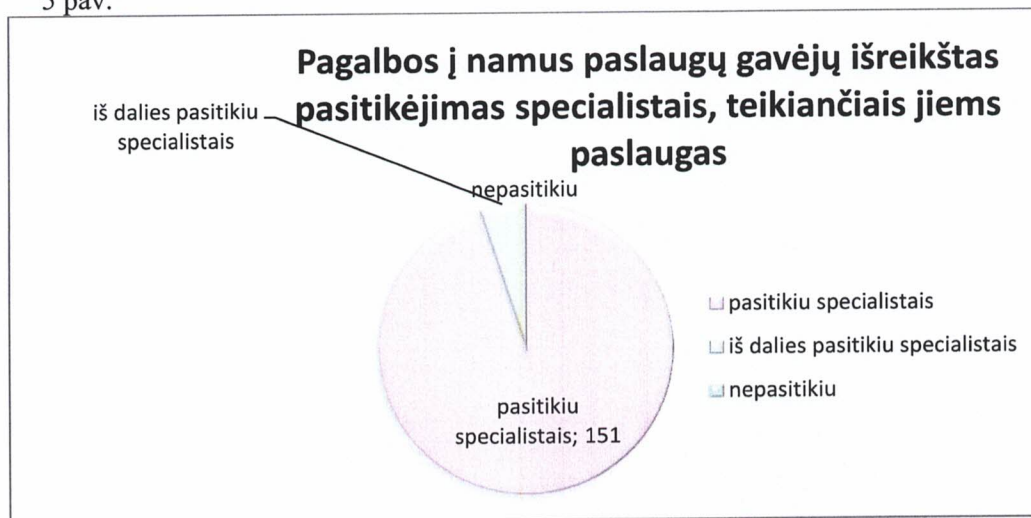 5 pav.
Pagalbos į namus paslaugų gavėjų išreikštas
pasitikėjimas specialistais, teikiančiais jiems
paslaugas
iš dalies pasitikiu
specialistais
nepasitikiu
pasitikiu
specialistais; 151
pasitikiu specialistais
iš dalies pasitikiu specialistais
nepasitikiu